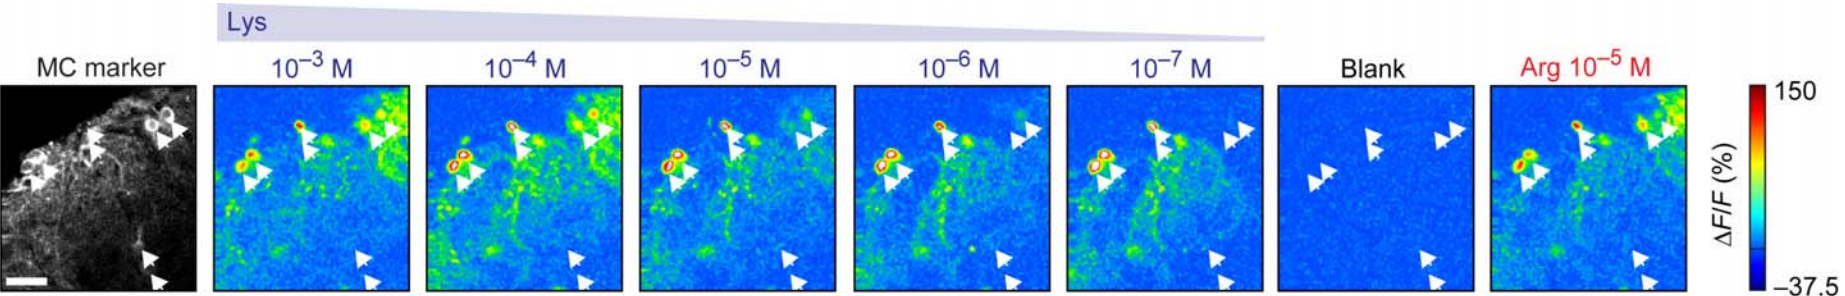 Lys
MC marker
10⁻³ M
10⁻⁴ M
10⁻⁵ M
10⁻⁶ M
10⁻⁷ M
Blank
Arg 10⁻⁵ M
150
ΔF/F (%)
–37.5